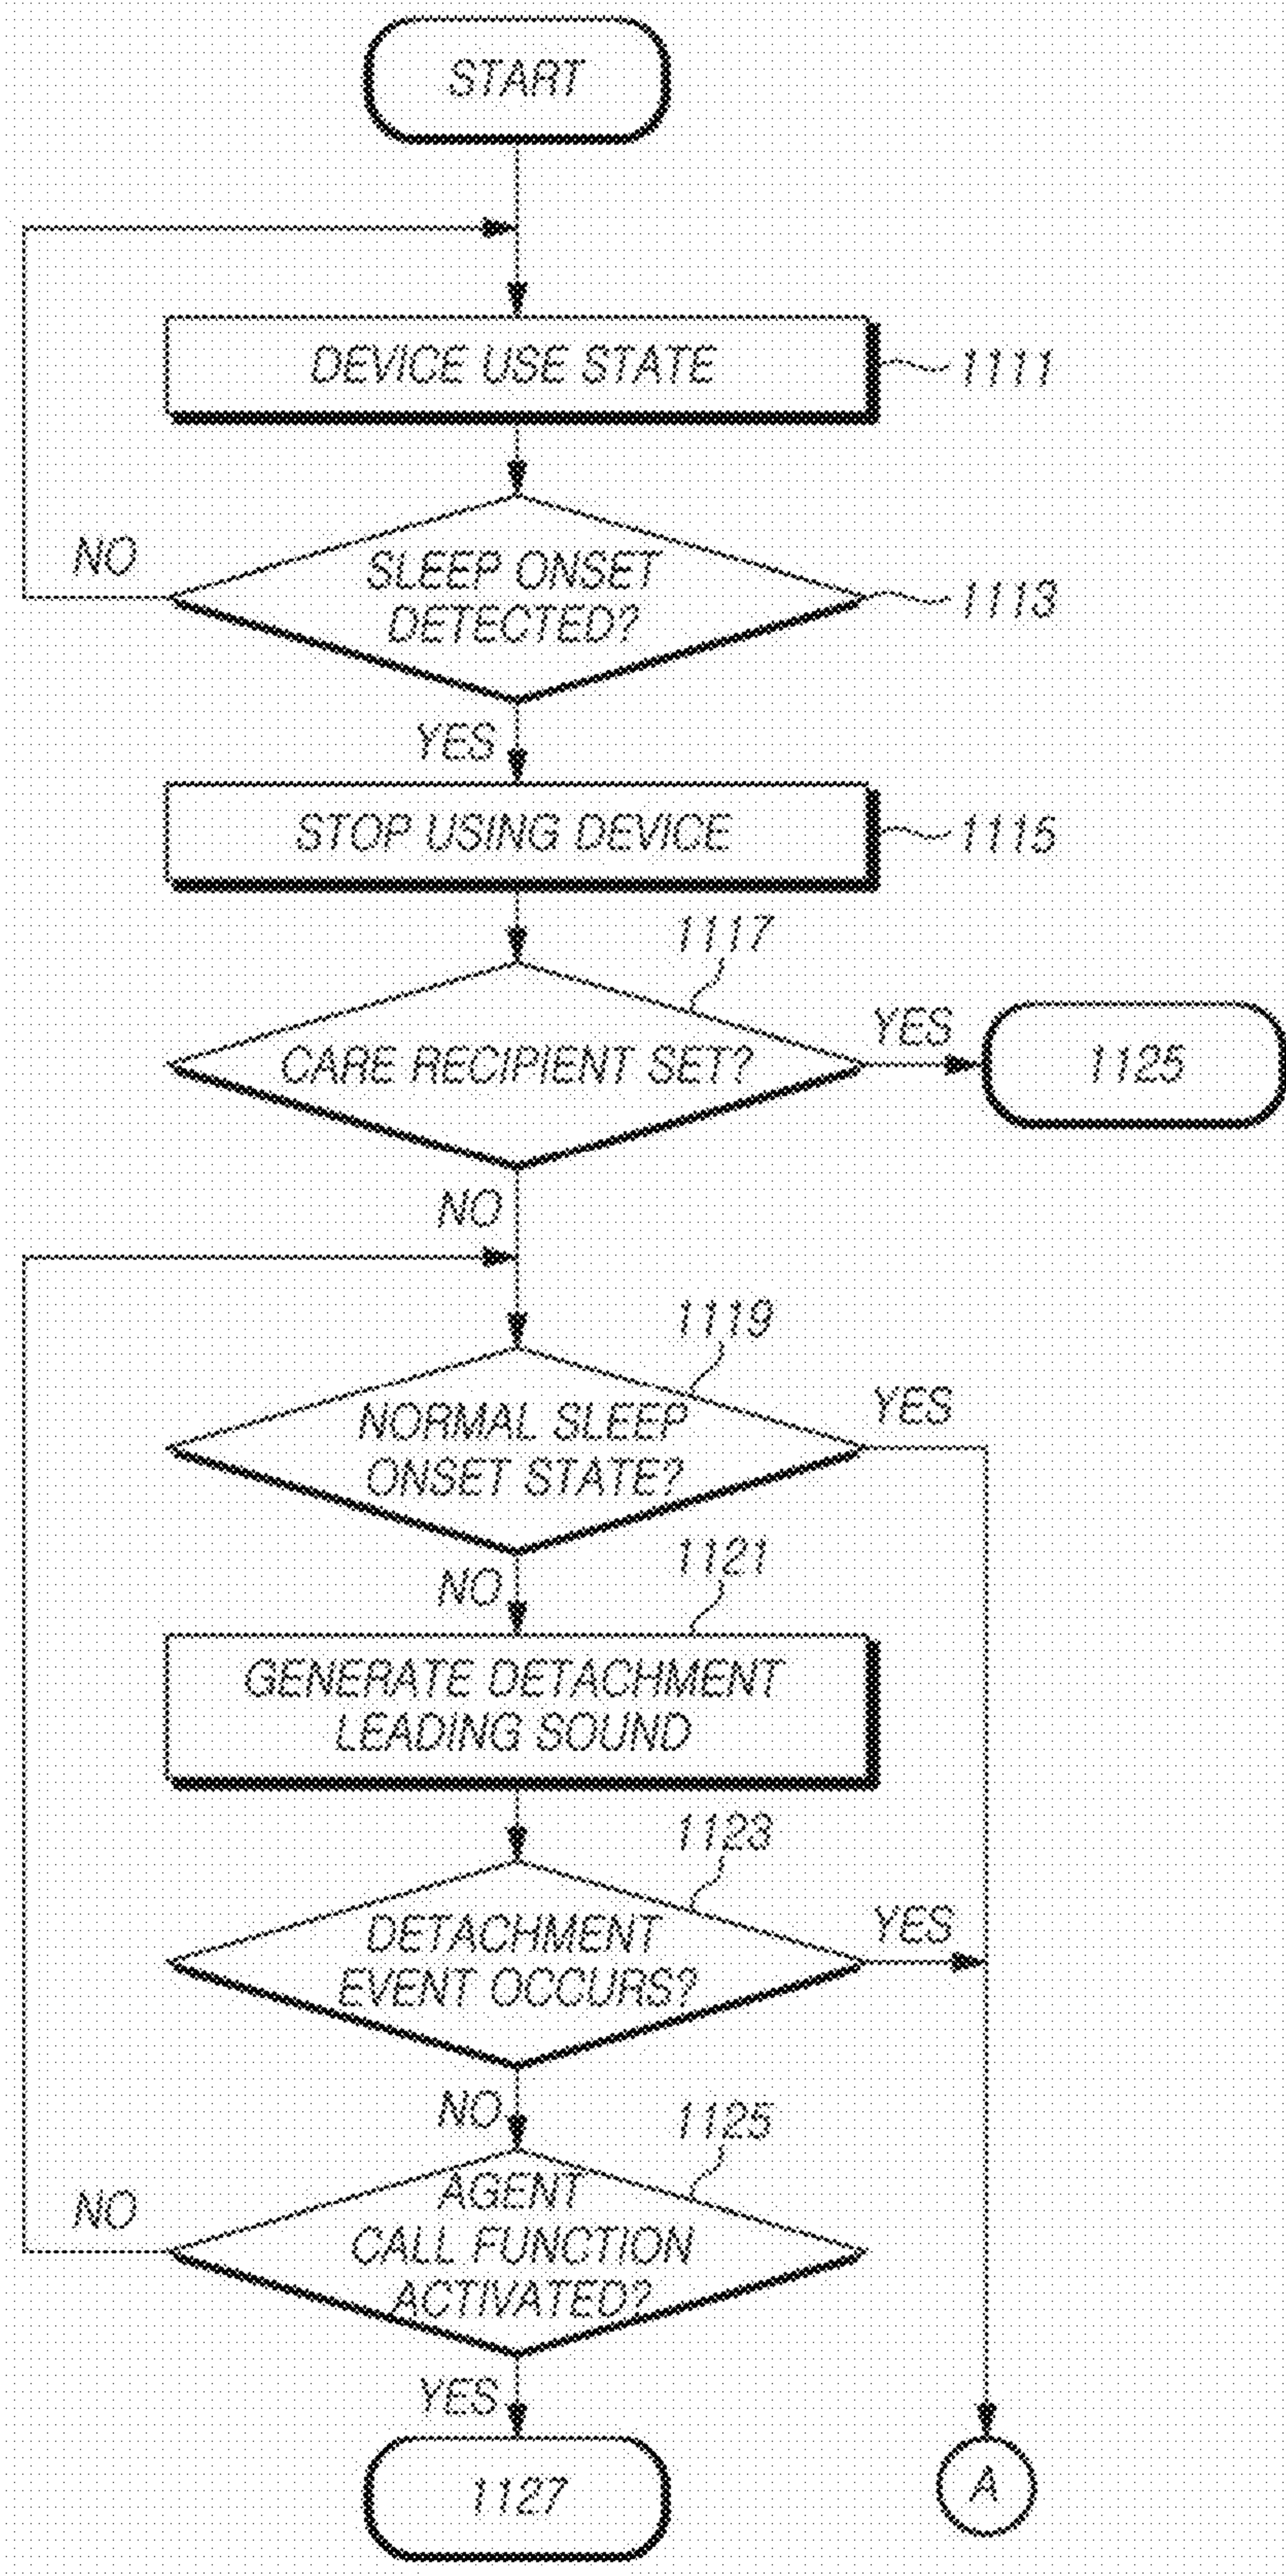 START
DEVICE USE STATE
1111
NO
SLEEP ONSET
DETECTED?
1113
YES
STOP USING DEVICE
1115
1117
CARE RECIPIENT SET?
YES
1125
NO
1119
NORMAL SLEEP
ONSET STATE?
YES
NO
1121
GENERATE DETACHMENT
LEADING SOUND
1123
DETACHMENT
EVENT OCCURS?
YES
NO
1125
AGENT
CALL FUNCTION
ACTIVATED?
NO
YES
1127
A